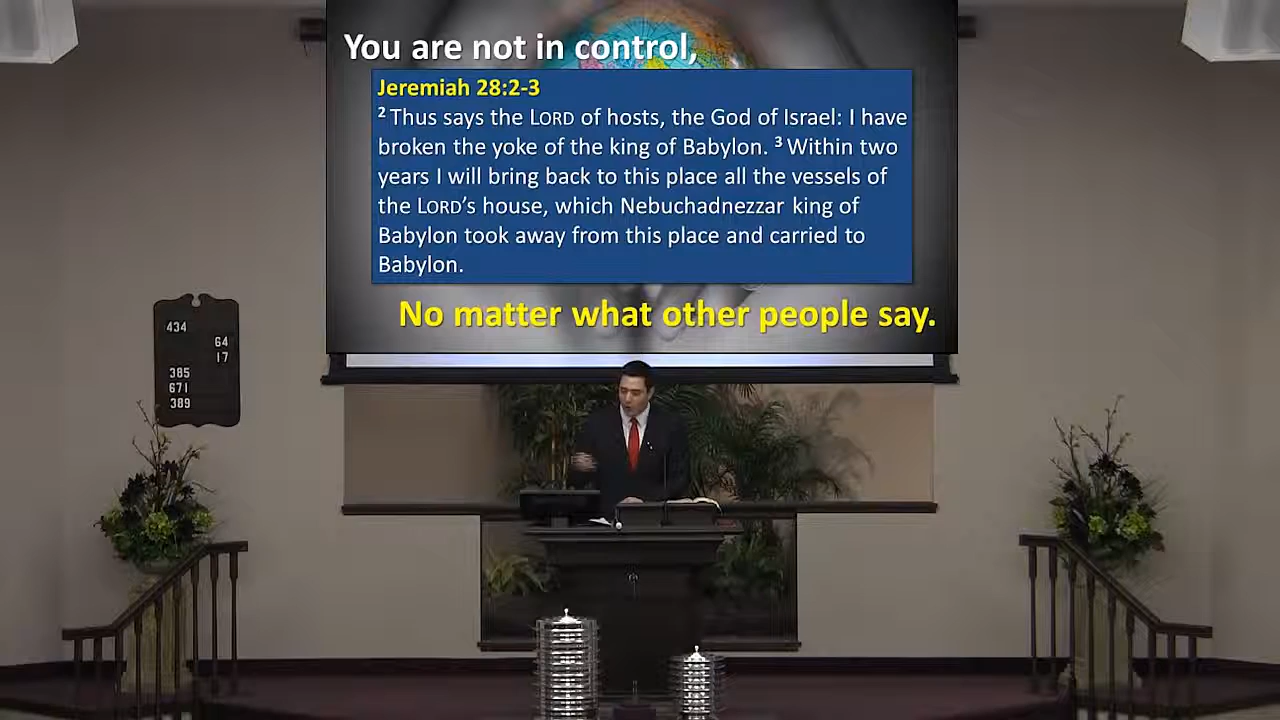 You are not in control,
Jeremiah 28:2-3
2 Thus says the LORD of hosts, the God of Israel: I have
broken the yoke of the king of Babylon. 3 Within two
years I will bring back to this place all the vessels of
the LORD's house, which Nebuchadnezzar king of
Babylon took away from this place and carried to
Babylon.
No matter what other people say.
434
64
17
385
671
389